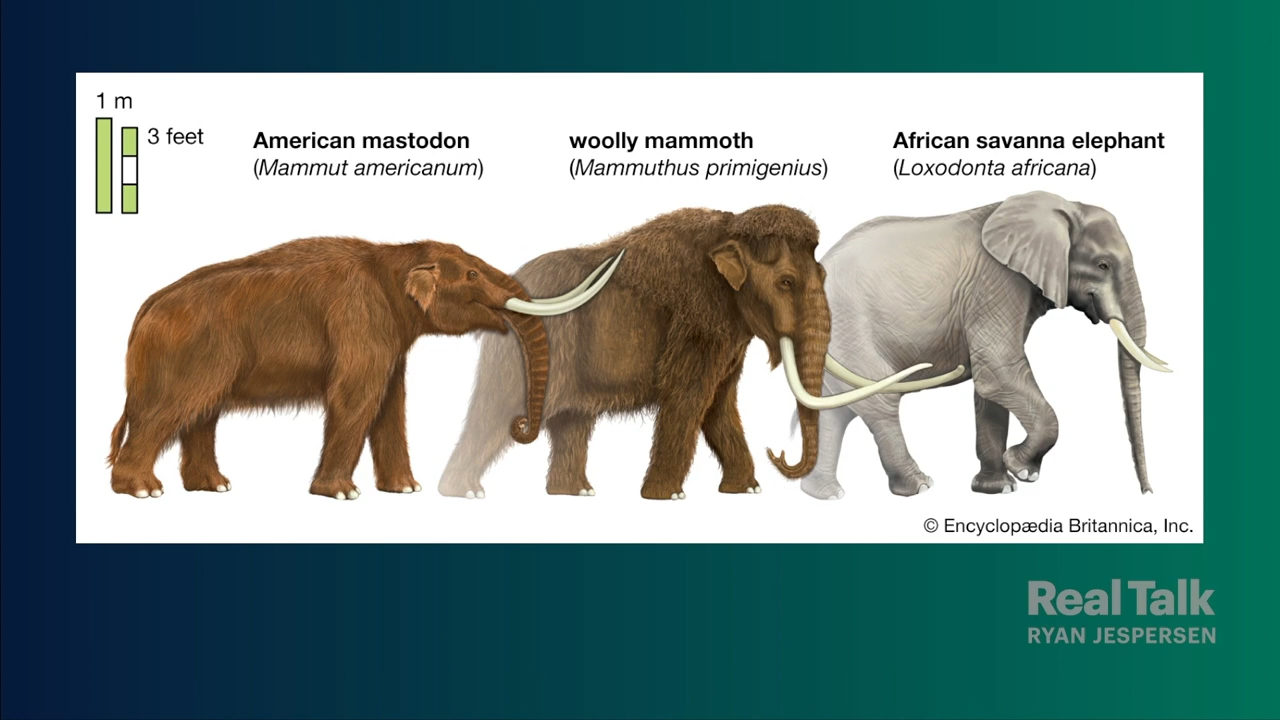 1 m
3 feet
American mastodon
(Mammut americanum)
woolly mammoth
(Mammuthus primigenius)
African savanna elephant
(Loxodonta africana)
© Encyclopædia Britannica, Inc.
Real Talk
RYAN JESPERSEN